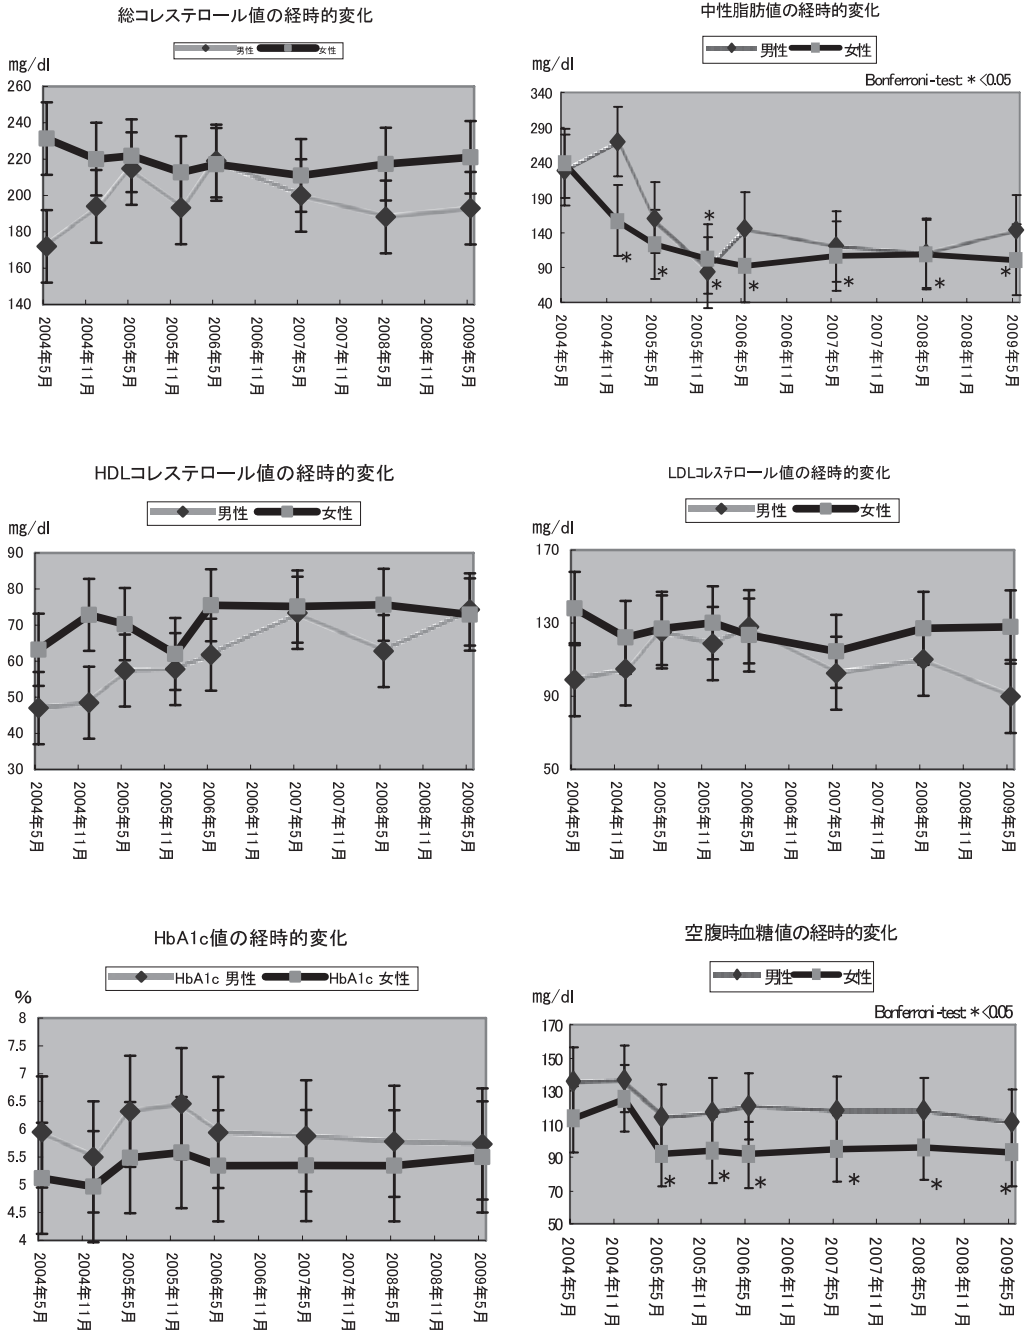 総コレステロール値の経時的変化
男性 女性
mg/dl
260
240
220
200
180
160
140
2004年5月
2004年11月
2005年5月
2005年11月
2006年5月
2006年11月
2007年5月
2007年11月
2008年5月
2008年11月
2009年5月
中性脂肪値の経時的変化
男性 女性
mg/dl
Bonferroni-test: * <0.05
340
290
240
190
140
90
40
*
*
*
*
*
*
*
*
2004年5月
2004年11月
2005年5月
2005年11月
2006年5月
2006年11月
2007年5月
2007年11月
2008年5月
2008年11月
2009年5月
HDLコレステロール値の経時的変化
男性 女性
mg/dl
90
80
70
60
50
40
30
2004年5月
2004年11月
2005年5月
2005年11月
2006年5月
2006年11月
2007年5月
2007年11月
2008年5月
2008年11月
2009年5月
LDLコレステロール値の経時的変化
男性 女性
mg/dl
170
130
90
50
2004年5月
2004年11月
2005年5月
2005年11月
2006年5月
2006年11月
2007年5月
2007年11月
2008年5月
2008年11月
2009年5月
HbA1c値の経時的変化
HbA1c 男性 HbA1c 女性
%
8
7.5
7
6.5
6
5.5
5
4.5
4
2004年5月
2004年11月
2005年5月
2005年11月
2006年5月
2006年11月
2007年5月
2007年11月
2008年5月
2008年11月
2009年5月
空腹時血糖値の経時的変化
男性 女性
mg/dl
Bonferroni-test: * <0.05
170
150
130
110
90
70
50
*
*
*
*
*
*
2004年5月
2004年11月
2005年5月
2005年11月
2006年5月
2006年11月
2007年5月
2007年11月
2008年5月
2008年11月
2009年5月